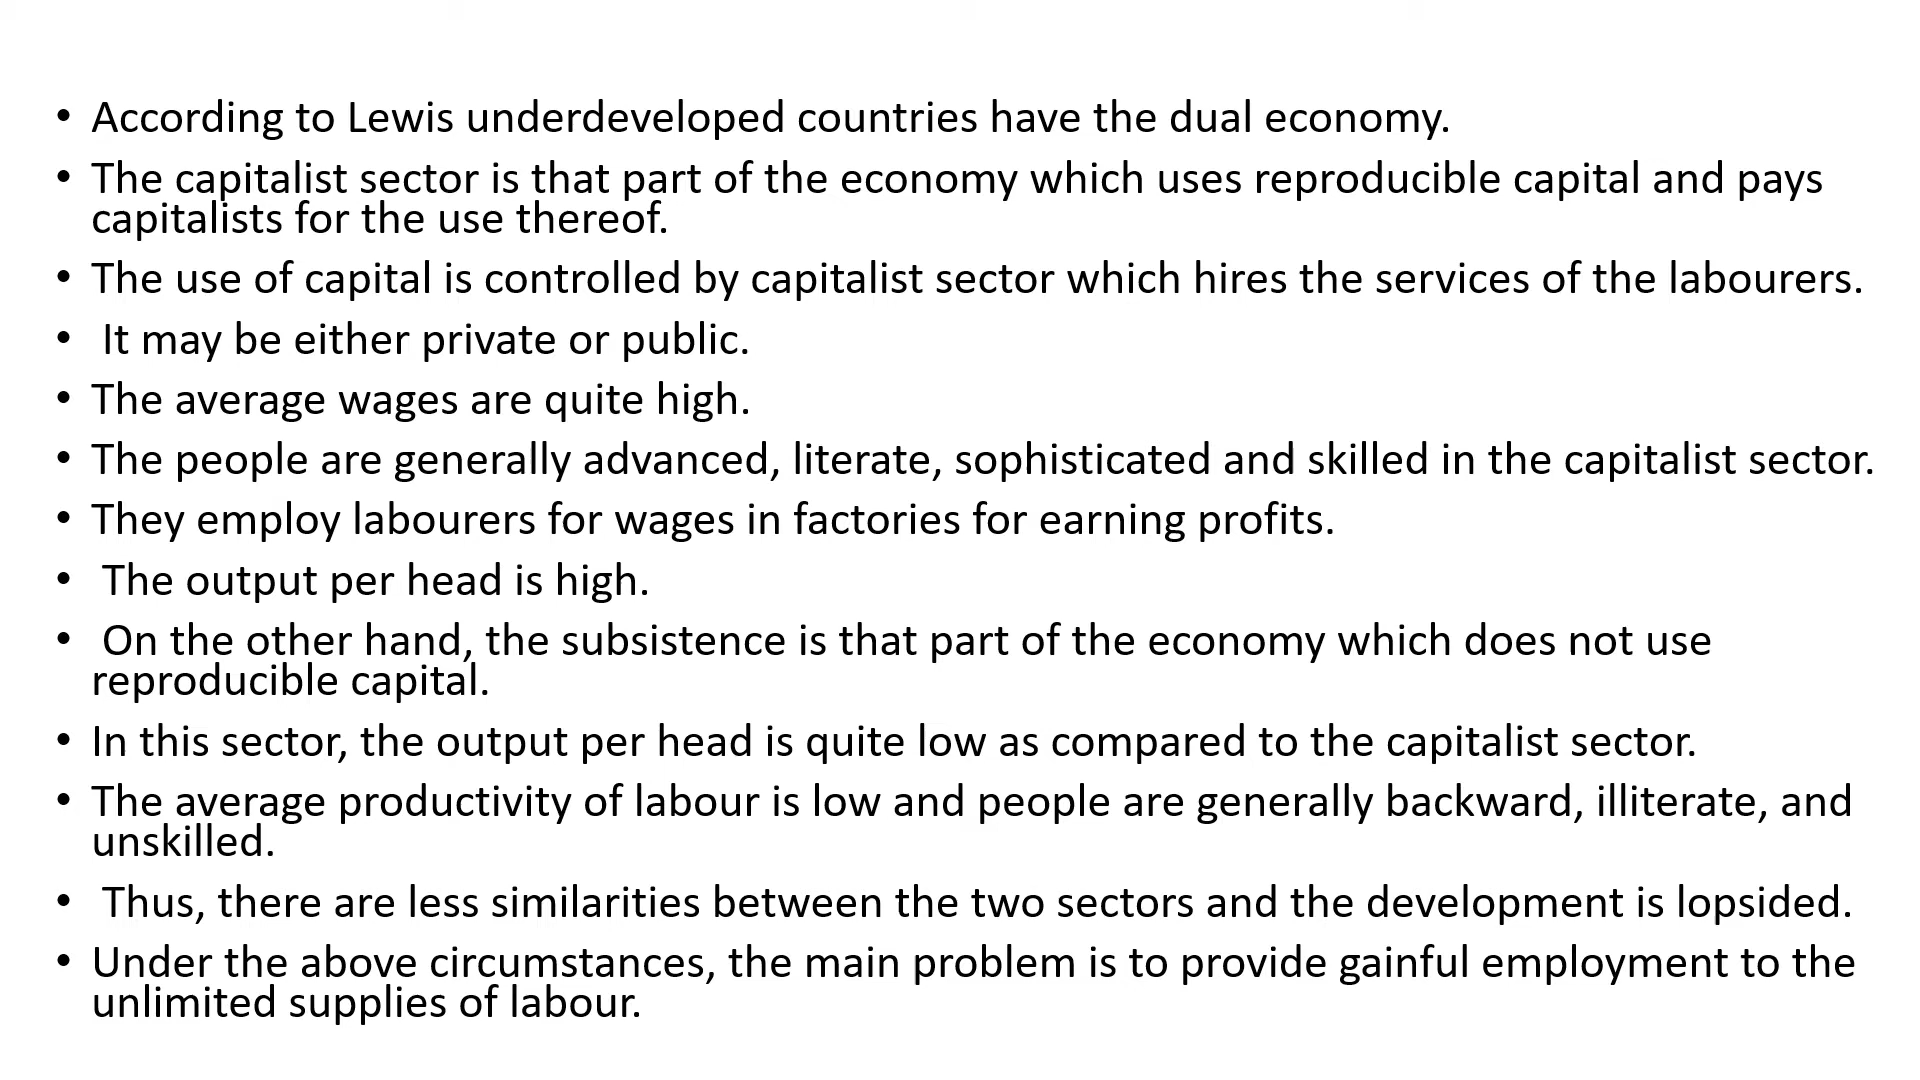 • According to Lewis underdeveloped countries have the dual economy.
• The capitalist sector is that part of the economy which uses reproducible capital and pays
capitalists for the use thereof.
• The use of capital is controlled by capitalist sector which hires the services of the labourers.
• It may be either private or public.
• The average wages are quite high.
• The people are generally advanced, literate, sophisticated and skilled in the capitalist sector.
• They employ labourers for wages in factories for earning profits.
• The output per head is high.
• On the other hand, the subsistence is that part of the economy which does not use
reproducible capital.
• In this sector, the output per head is quite low as compared to the capitalist sector.
• The average productivity of labour is low and people are generally backward, illiterate, and
unskilled.
• Thus, there are less similarities between the two sectors and the development is lopsided.
• Under the above circumstances, the main problem is to provide gainful employment to the
unlimited supplies of labour.